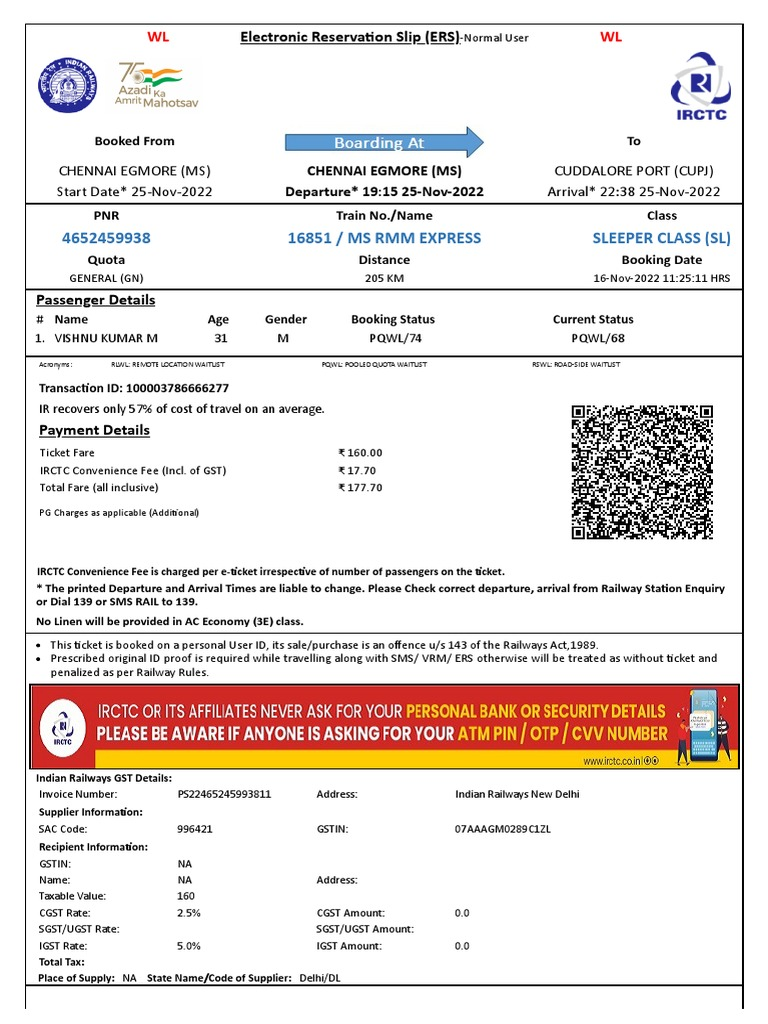 WL Electronic Reservation Slip (ERS)-Normal User WL
INDIAN RAILWAYS
75 Azadi Ka Amrit Mahotsav
IRCTC
Booked From Boarding At To
CHENNAI EGMORE (MS) CHENNAI EGMORE (MS) CUDDALORE PORT (CUPJ)
Start Date* 25-Nov-2022 Departure* 19:15 25-Nov-2022 Arrival* 22:38 25-Nov-2022
PNR Train No./Name Class
4652459938 16851 / MS RMM EXPRESS SLEEPER CLASS (SL)
Quota Distance Booking Date
GENERAL (GN) 205 KM 16-Nov-2022 11:25:11 HRS
Passenger Details
# Name Age Gender Booking Status Current Status
1. VISHNU KUMAR M 31 M PQWL/74 PQWL/68
Acronyms: RLWL: REMOTE LOCATION WAITLIST PQWL: POOLED QUOTA WAITLIST RSWL: ROAD-SIDE WAITLIST
Transaction ID: 100003786666277
IR recovers only 57% of cost of travel on an average.
Payment Details
Ticket Fare ₹ 160.00
IRCTC Convenience Fee (Incl. of GST) ₹ 17.70
Total Fare (all inclusive) ₹ 177.70
PG Charges as applicable (Additional)
IRCTC Convenience Fee is charged per e-ticket irrespective of number of passengers on the ticket.
* The printed Departure and Arrival Times are liable to change. Please Check correct departure, arrival from Railway Station Enquiry
or Dial 139 or SMS RAIL to 139.
No Linen will be provided in AC Economy (3E) class.
• This ticket is booked on a personal User ID, its sale/purchase is an offence u/s 143 of the Railways Act,1989.
• Prescribed original ID proof is required while travelling along with SMS/ VRM/ ERS otherwise will be treated as without ticket and
penalized as per Railway Rules.
IRCTC
IRCTC OR ITS AFFILIATES NEVER ASK FOR YOUR PERSONAL BANK OR SECURITY DETAILS
PLEASE BE AWARE IF ANYONE IS ASKING FOR YOUR ATM PIN / OTP / CVV NUMBER
www.irctc.co.in
Indian Railways GST Details:
Invoice Number: PS22465245993811 Address: Indian Railways New Delhi
Supplier Information:
SAC Code: 996421 GSTIN: 07AAAGM0289C1ZL
Recipient Information:
GSTIN: NA
Name: NA Address:
Taxable Value: 160
CGST Rate: 2.5% CGST Amount: 0.0
SGST/UGST Rate: SGST/UGST Amount:
IGST Rate: 5.0% IGST Amount: 0.0
Total Tax:
Place of Supply: NA State Name/Code of Supplier: Delhi/DL